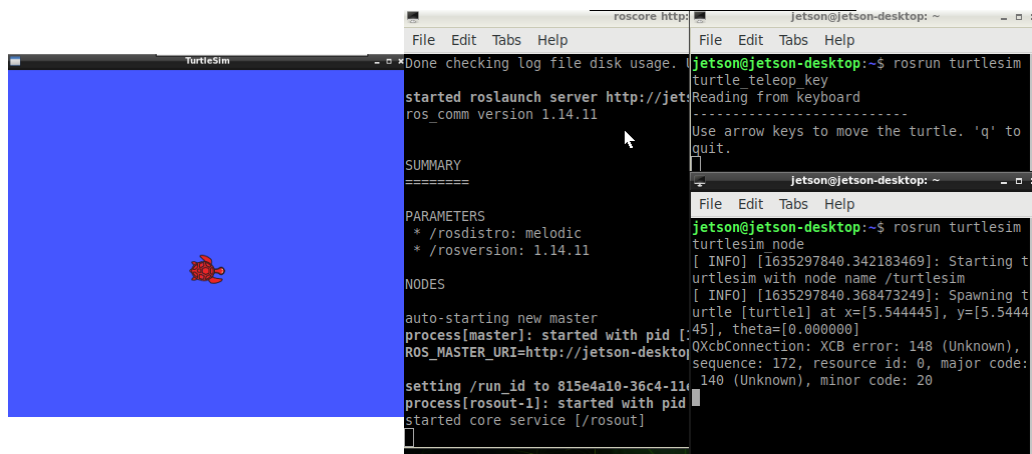 TurtleSim
roscore http:
File Edit Tabs Help
Done checking log file disk usage.
started roslaunch server http://jets
ros_comm version 1.14.11
SUMMARY
========
PARAMETERS
* /rosdistro: melodic
* /rosversion: 1.14.11
NODES
auto-starting new master
process[master]: started with pid [
ROS_MASTER_URI=http://jetson-deskto
setting /run_id to 815e4a10-36c4-11
process[rosout-1]: started with pid
started core service [/rosout]
jetson@jetson-desktop: ~
File Edit Tabs Help
jetson@jetson-desktop:~$ rosrun turtlesim
turtle_teleop_key
Reading from keyboard
---------------------------
Use arrow keys to move the turtle. 'q' to
quit.
jetson@jetson-desktop: ~
File Edit Tabs Help
jetson@jetson-desktop:~$ rosrun turtlesim
turtlesim_node
[ INFO] [1635297840.342183469]: Starting t
urtlesim with node name /turtlesim
[ INFO] [1635297840.368473249]: Spawning t
urtle [turtle1] at x=[5.544445], y=[5.5444
45], theta=[0.000000]
QXcbConnection: XCB error: 148 (Unknown),
sequence: 172, resource id: 0, major code:
140 (Unknown), minor code: 20